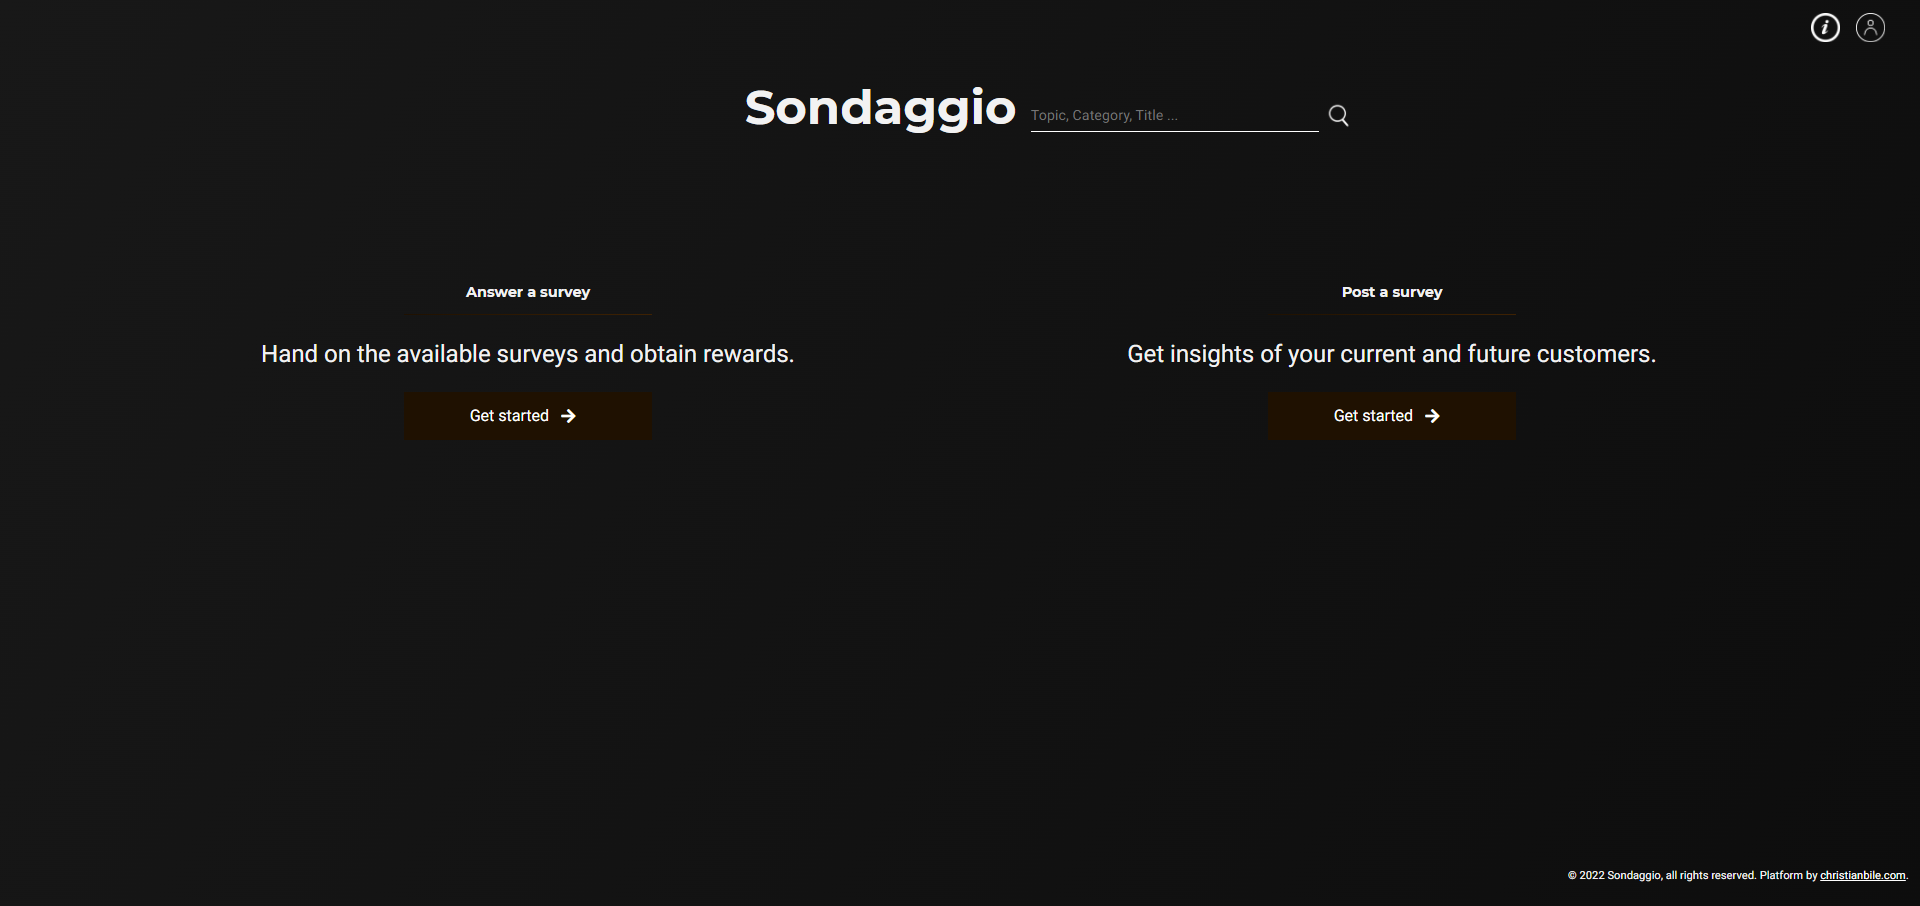 Sondaggio
Topic, Category, Title ...
Answer a survey
Hand on the available surveys and obtain rewards.
Get started
Post a survey
Get insights of your current and future customers.
Get started
© 2022 Sondaggio, all rights reserved. Platform by christianbile.com.